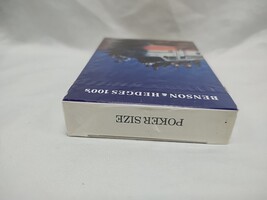 BENSON & HEDGES 100's
POKER SIZE